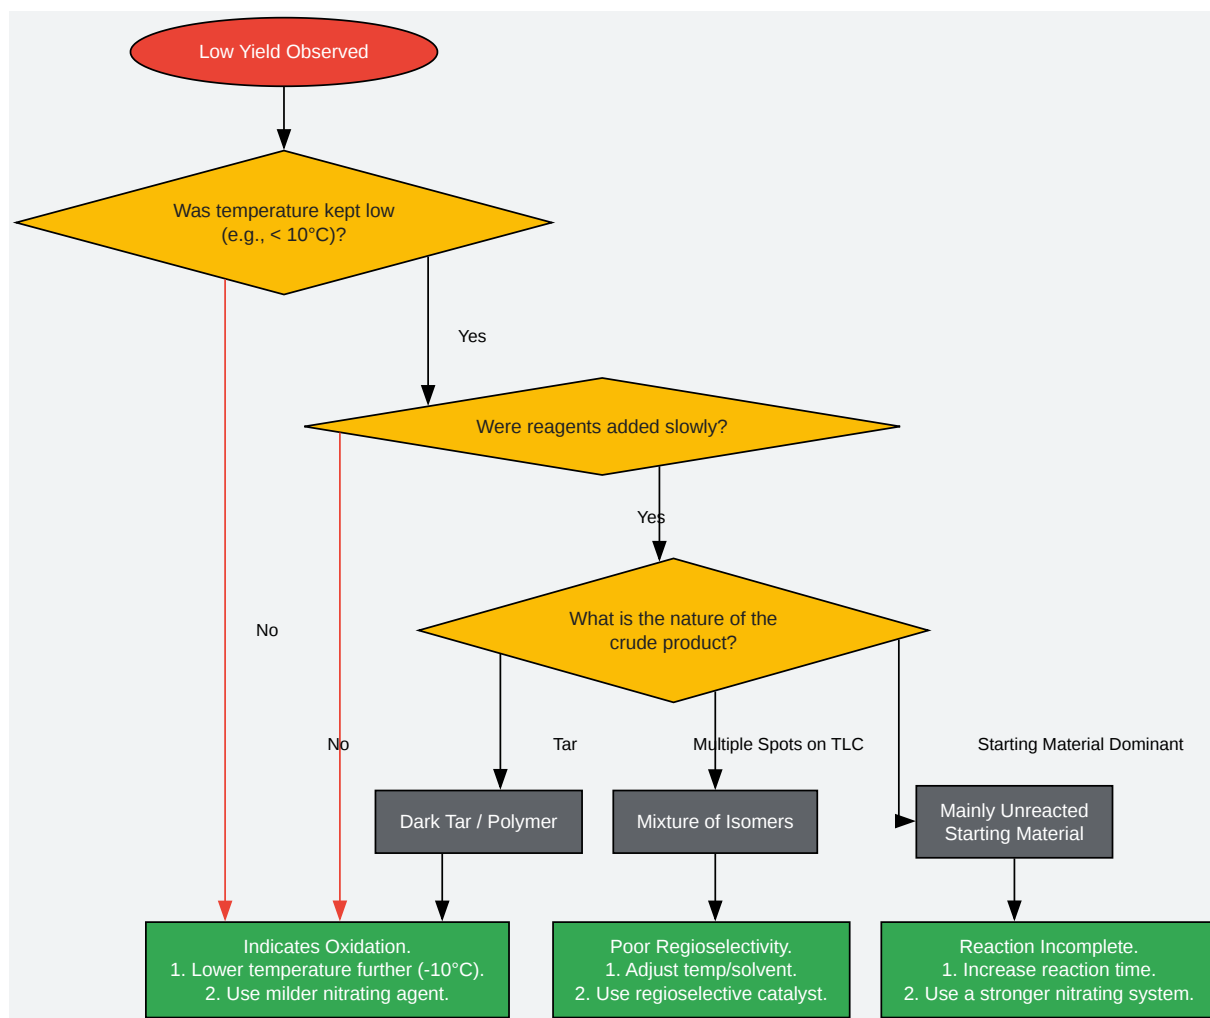 Low Yield Observed
Was temperature kept low
(e.g., < 10°C)?
Yes
Were reagents added slowly?
Yes
What is the nature of the
crude product?
No
No
Tar
Multiple Spots on TLC
Starting Material Dominant
Dark Tar / Polymer
Mixture of Isomers
Mainly Unreacted
Starting Material
Indicates Oxidation.
1. Lower temperature further (-10°C).
2. Use milder nitrating agent.
Poor Regioselectivity.
1. Adjust temp/solvent.
2. Use regioselective catalyst.
Reaction Incomplete.
1. Increase reaction time.
2. Use a stronger nitrating system.